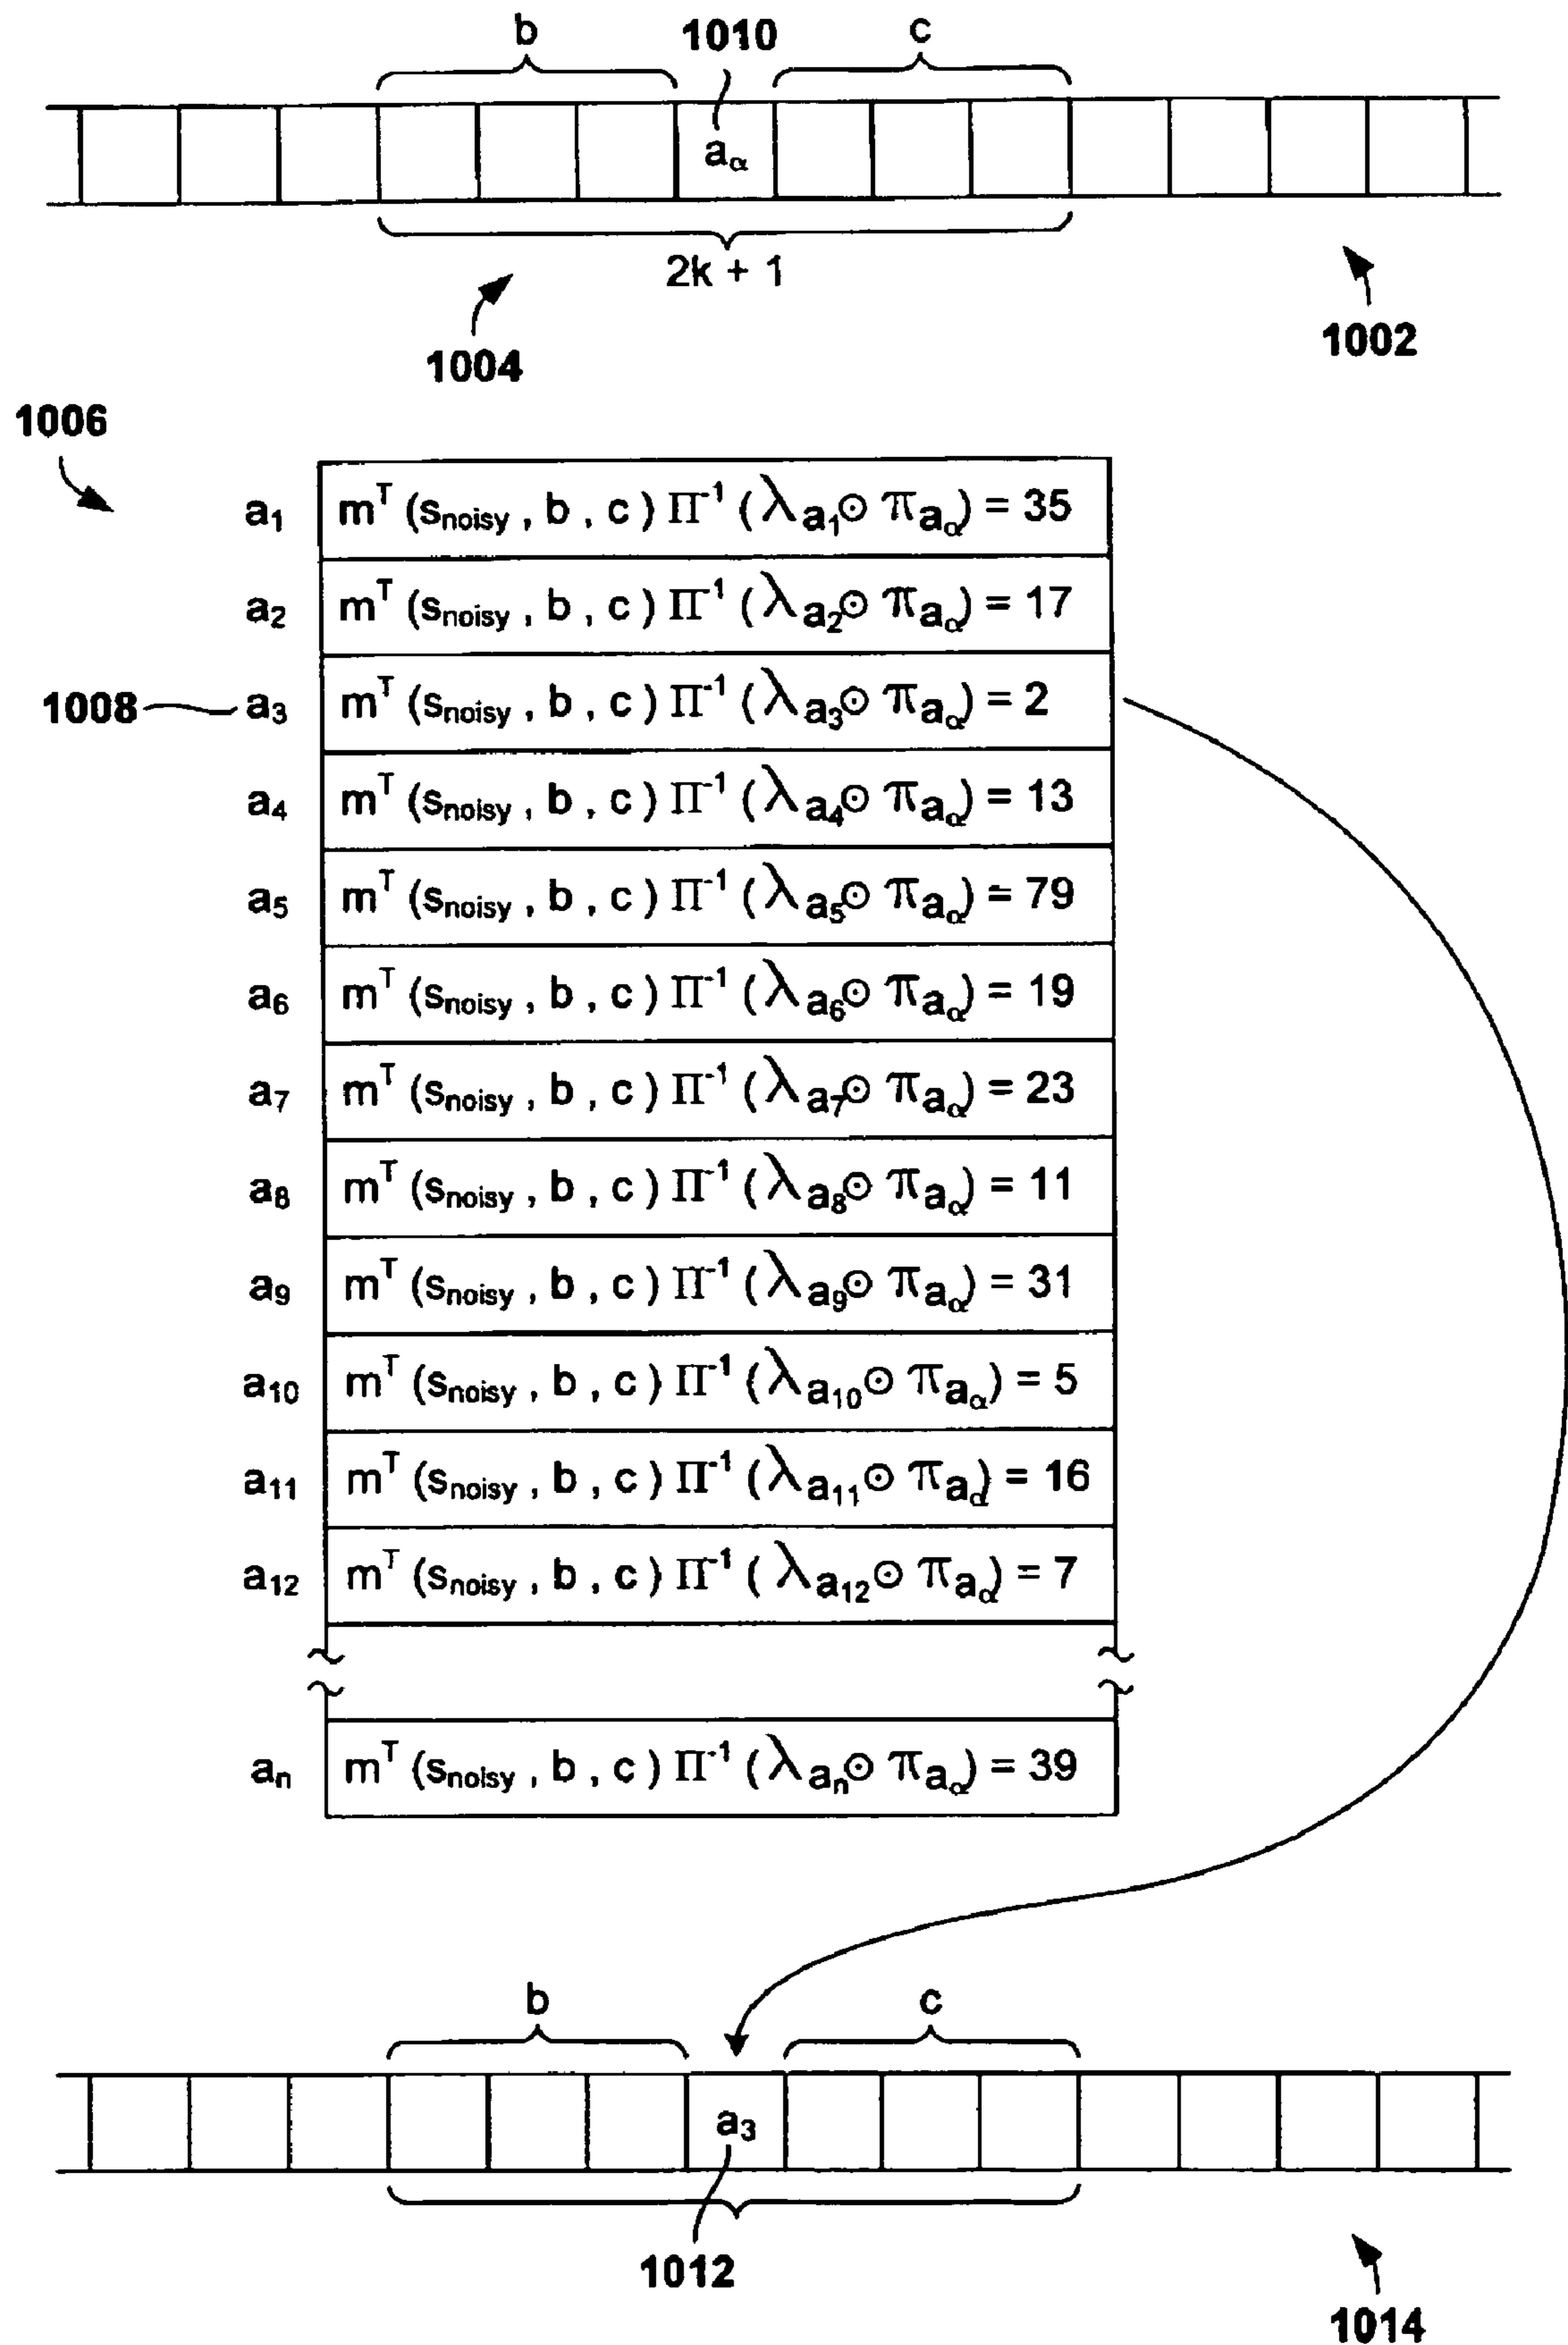 b 1010 c
aα
2k + 1
1004 1002
1006
a1 mT (snoisy , b , c ) Π-1 ( λa1⊙ πaα) = 35
a2 mT (snoisy , b , c ) Π-1 ( λa2⊙ πaα) = 17
1008 a3 mT (snoisy , b , c ) Π-1 ( λa3⊙ πaα) = 2
a4 mT (snoisy , b , c ) Π-1 ( λa4⊙ πaα) = 13
a5 mT (snoisy , b , c ) Π-1 ( λa5⊙ πaα) = 79
a6 mT (snoisy , b , c ) Π-1 ( λa6⊙ πaα) = 19
a7 mT (snoisy , b , c ) Π-1 ( λa7⊙ πaα) = 23
a8 mT (snoisy , b , c ) Π-1 ( λa8⊙ πaα) = 11
a9 mT (snoisy , b , c ) Π-1 ( λa9⊙ πaα) = 31
a10 mT (snoisy , b , c ) Π-1 ( λa10⊙ πaα) = 5
a11 mT (snoisy , b , c ) Π-1 ( λa11⊙ πaα) = 16
a12 mT (snoisy , b , c ) Π-1 ( λa12⊙ πaα) = 7
an mT (snoisy , b , c ) Π-1 ( λan⊙ πaα) = 39
b c
a3
1012
1014